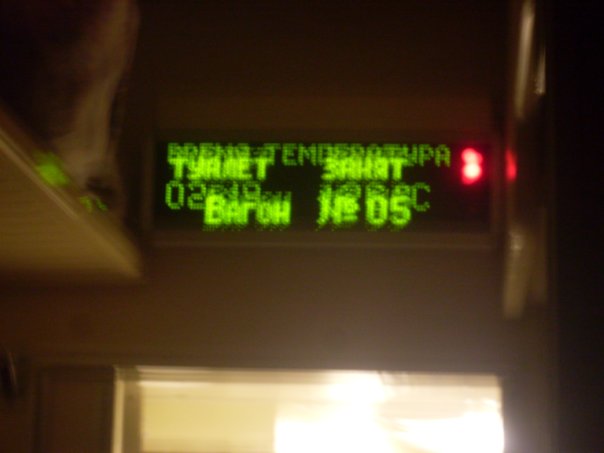 ВРЕМЯ ТЕМПЕРАТУРА
ТУАЛЕТ ЗАНЯТ
Вагон № 05